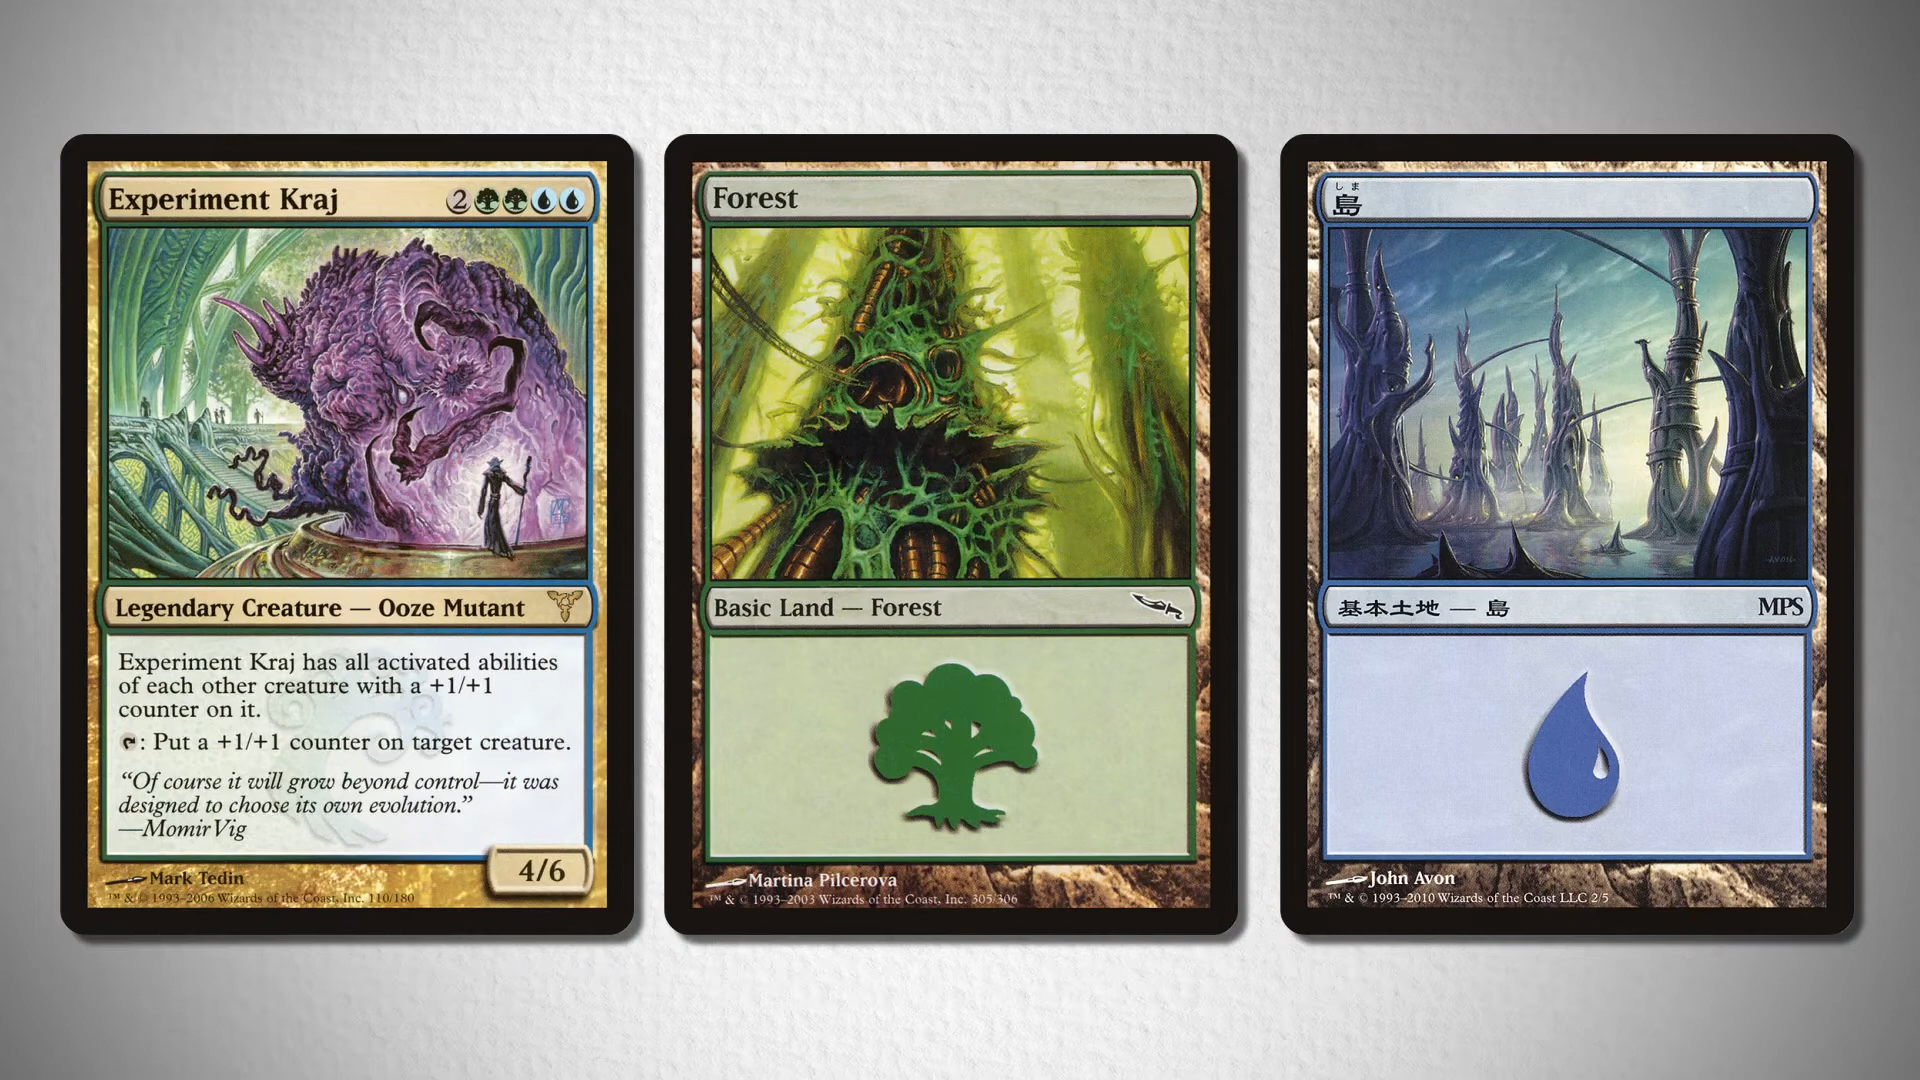 Experiment Kraj 2
Legendary Creature — Ooze Mutant
Experiment Kraj has all activated abilities
of each other creature with a +1/+1
counter on it.
: Put a +1/+1 counter on target creature.
“Of course it will grow beyond control—it was
designed to choose its own evolution.”
—Momir Vig
4/6
Mark Tedin
™ & © 1993–2006 Wizards of the Coast, Inc. 110/180
Forest
Basic Land — Forest
Martina Pilcerova
™ & © 1993–2003 Wizards of the Coast, Inc. 305/306
しま
島
AVON
基本土地 — 島
MPS
John Avon
™ & © 1993–2010 Wizards of the Coast LLC 2/5